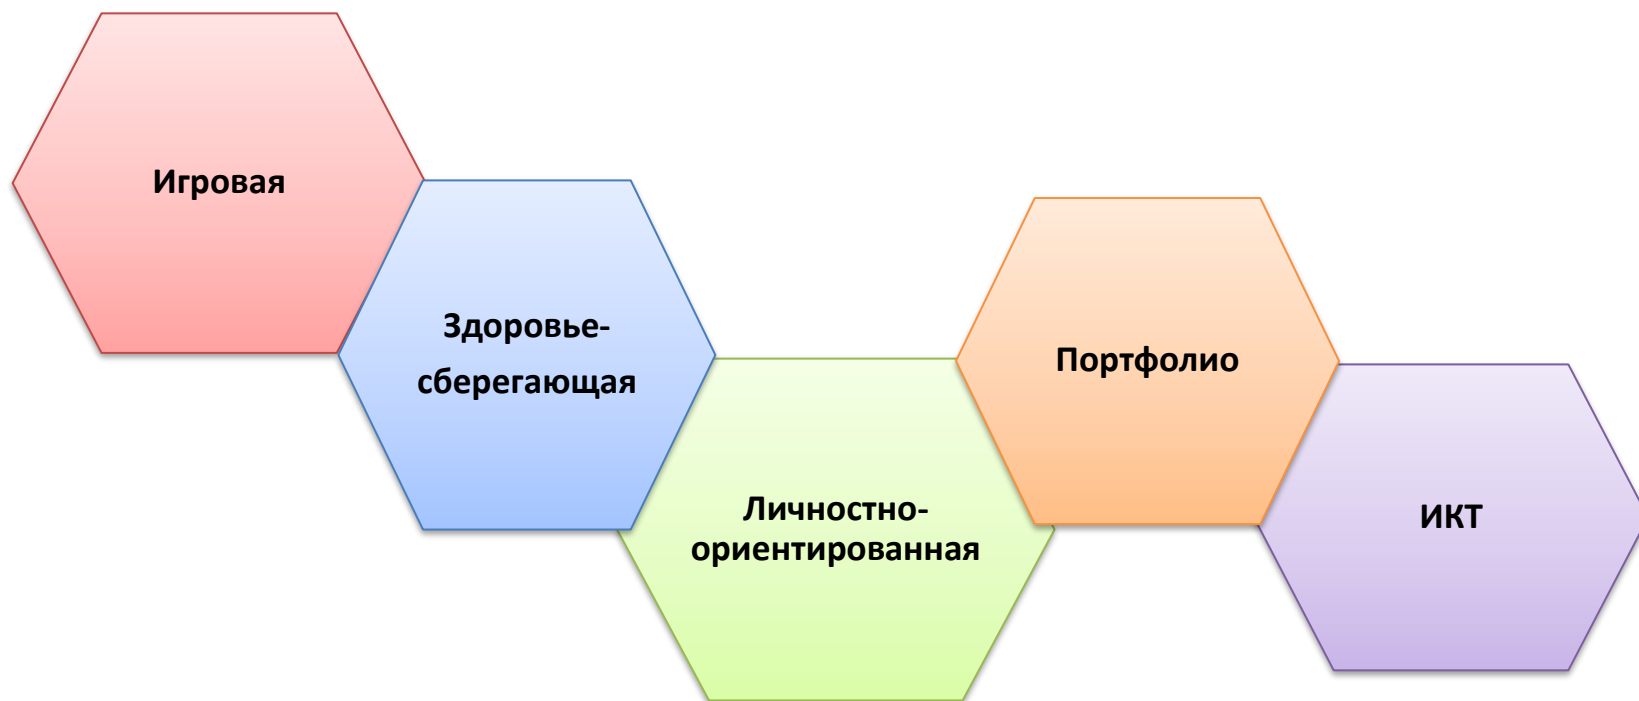 Игровая
Здоровье-
сберегающая
Личностно-
ориентированная
Портфолио
ИКТ